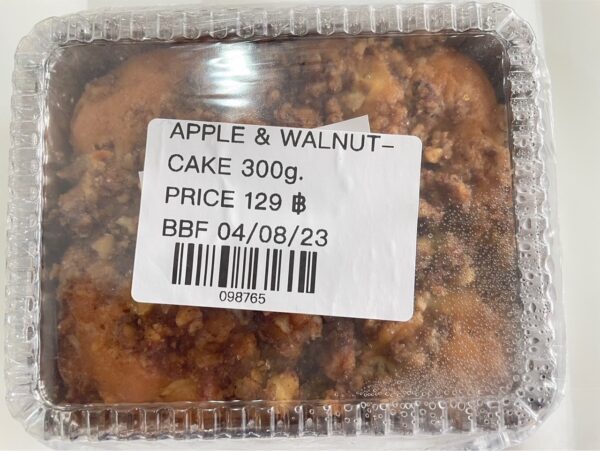 APPLE & WALNUT-
CAKE 300g.
PRICE 129 ฿
BBF 04/08/23
098765